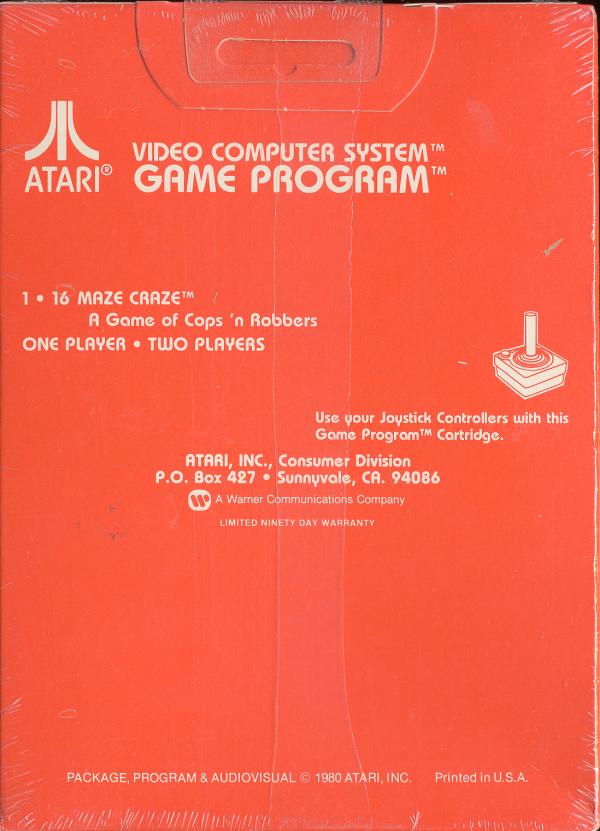 VIDEO COMPUTER SYSTEM™
ATARI® GAME PROGRAM™
1 • 16 MAZE CRAZE™
A Game of Cops 'n Robbers
ONE PLAYER • TWO PLAYERS
Use your Joystick Controllers with this
Game Program™ Cartridge.
ATARI, INC., Consumer Division
P.O. Box 427 • Sunnyvale, CA. 94086
A Warner Communications Company
LIMITED NINETY DAY WARRANTY
PACKAGE, PROGRAM & AUDIOVISUAL © 1980 ATARI, INC. Printed in U.S.A.